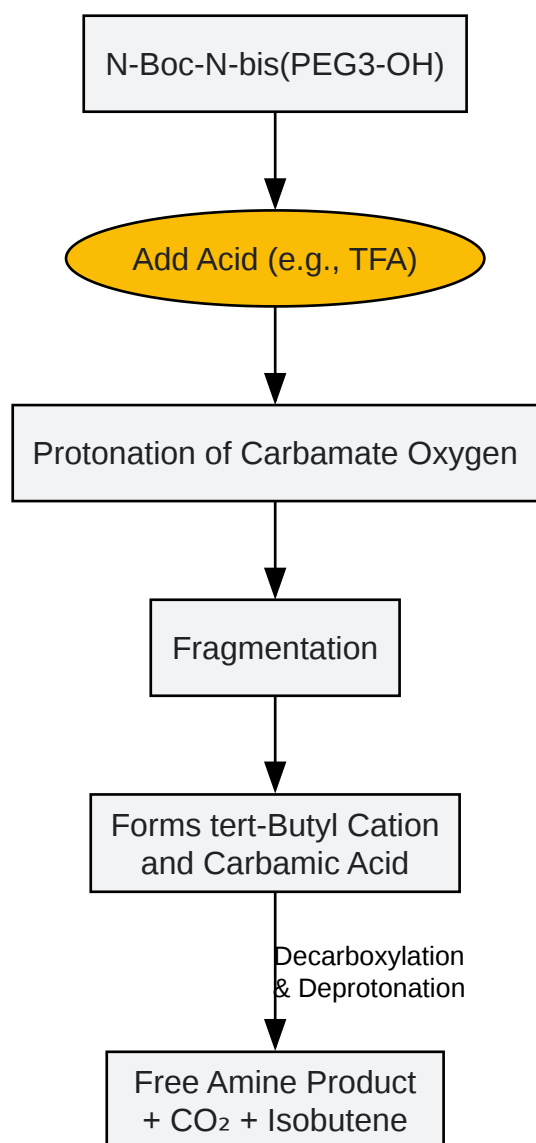 N-Boc-N-bis(PEG3-OH)
Add Acid (e.g., TFA)
Protonation of Carbamate Oxygen
Fragmentation
Forms tert-Butyl Cation
and Carbamic Acid
Decarboxylation
& Deprotonation
Free Amine Product
+ CO₂ + Isobutene